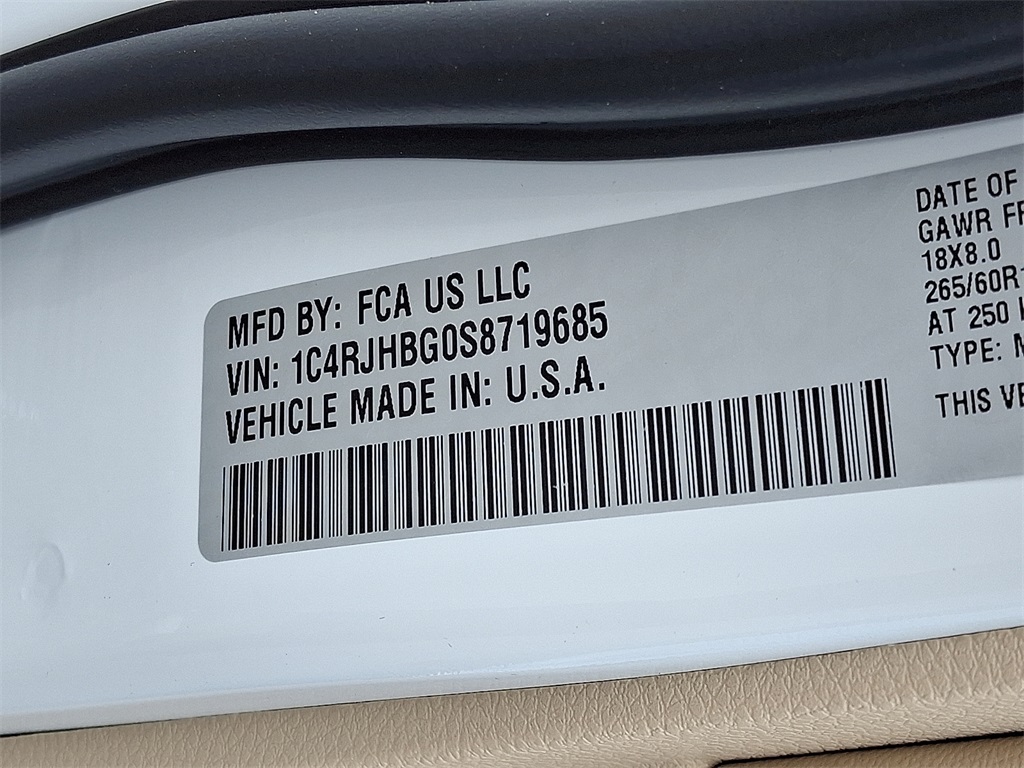 MFD BY: FCA US LLC
VIN: 1C4RJHBG0S8719685
VEHICLE MADE IN: U.S.A.
DATE OF
GAWR
18X8.0
265/60R
AT 250
TYPE:
THIS